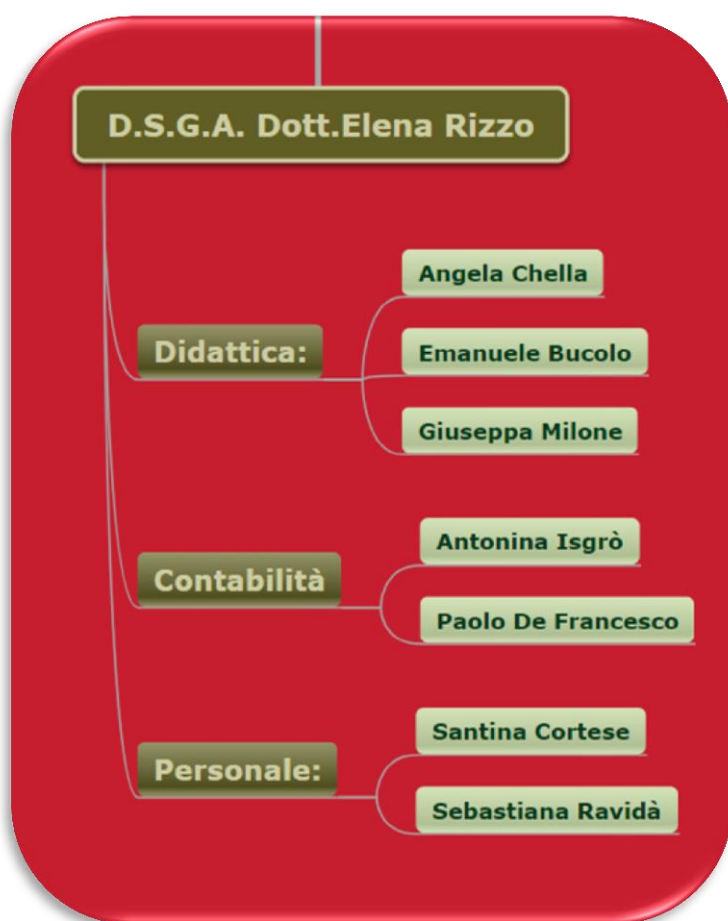 D.S.G.A. Dott.Elena Rizzo
Didattica:
Angela Chella
Emanuele Bucolo
Giuseppa Milone
Contabilità
Antonina Isgrò
Paolo De Francesco
Personale:
Santina Cortese
Sebastiana Ravidà